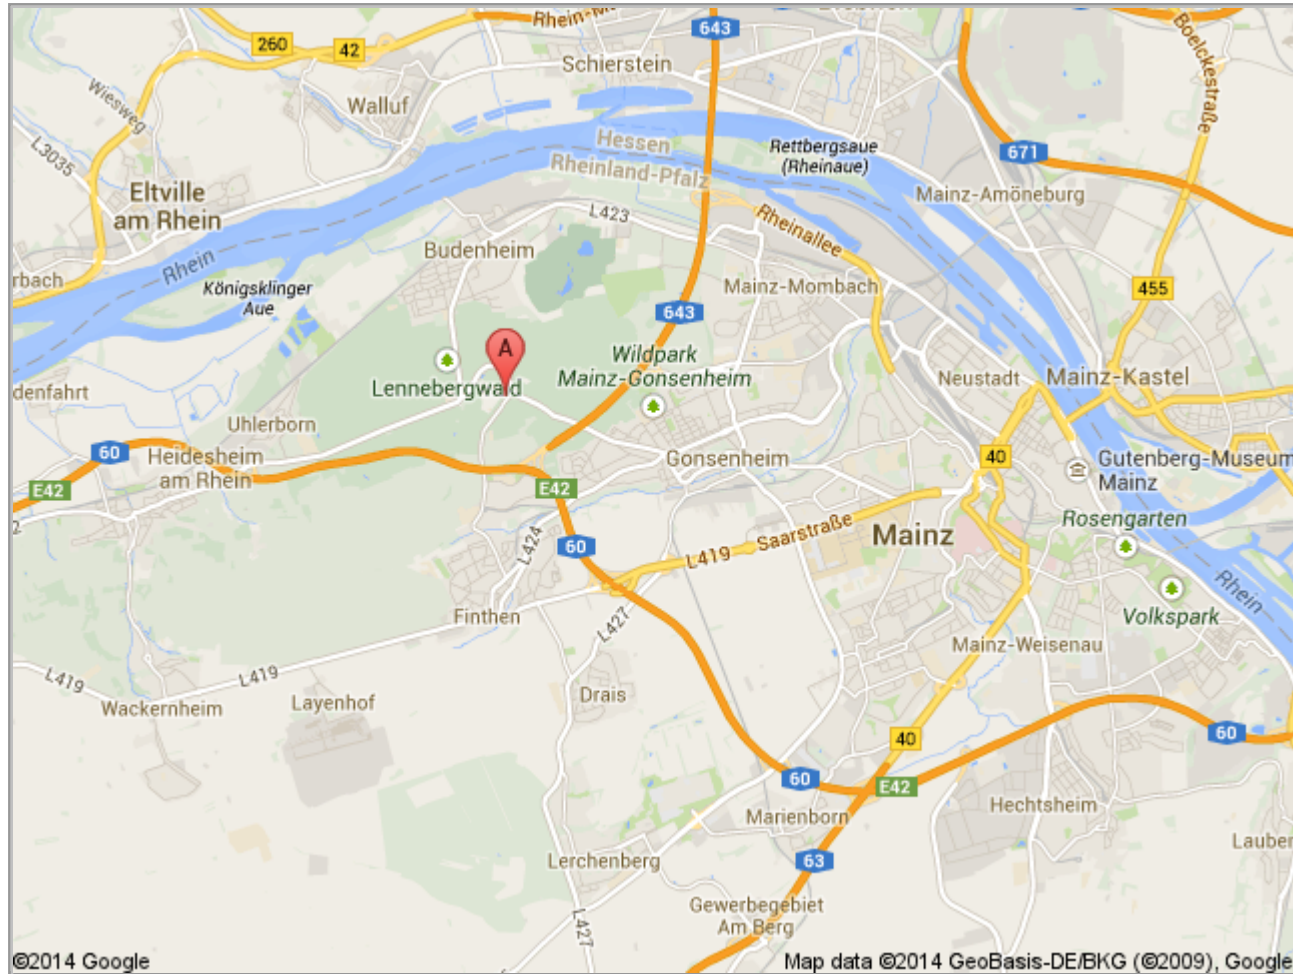 Rhein-M
643
Schierstein
260
42
Walluf
Wiesweg
L3035
Boelckestraße
Hessen
Rheinland-Pfalz
Rettbergsaue
(Rheinaue)
671
Mainz-Amöneburg
Eltville
am Rhein
L423
Rheinallee
Budenheim
Rhein
rbach
Königsklinger
Aue
Mainz-Mombach
455
643
A
Wildpark
Mainz-Gonsenheim
Lennebergwald
Neustadt
Mainz-Kastel
denfahrt
Uhlerborn
60
Heidesheim
am Rhein
E42
Gonsenheim
40
Gutenberg-Museum
Mainz
E42
Rosengarten
2
L424
60
L419
Saarstraße
Mainz
Rhein
Finthen
L427
Volkspark
Mainz-Weisenau
L419
L419
Wackernheim
Layenhof
Drais
40
60
60
E42
Marienborn
Hechtsheim
Lerchenberg
63
Lauben
Gewerbegebiet
Am Berg
L427
©2014 Google
Map data ©2014 GeoBasis-DE/BKG (©2009), Google